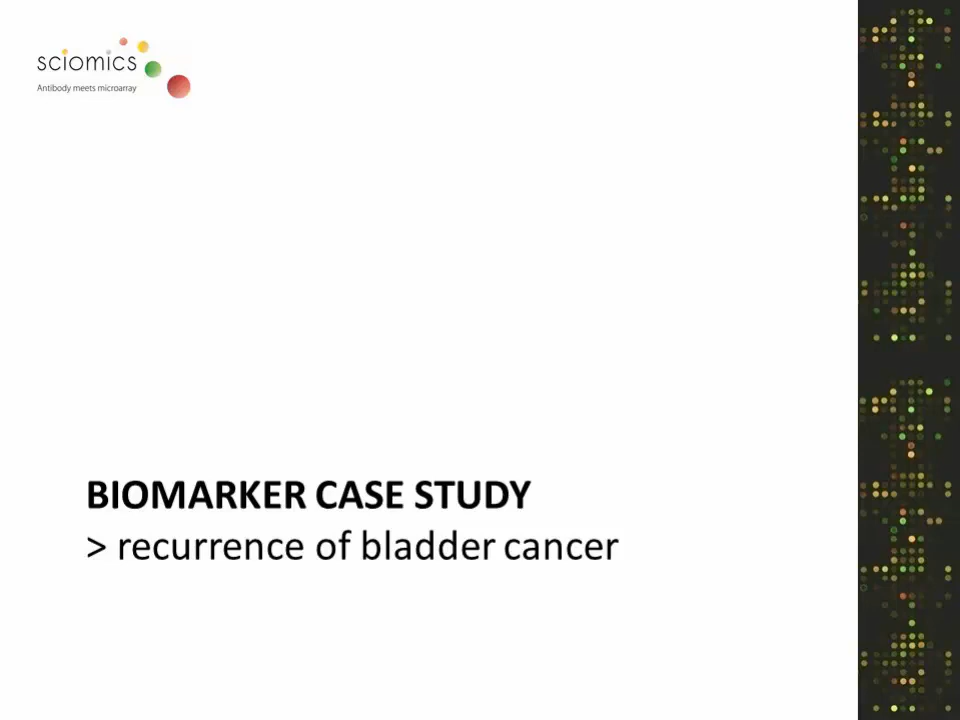 sciomics
Antibody meets microarray
BIOMARKER CASE STUDY
> recurrence of bladder cancer